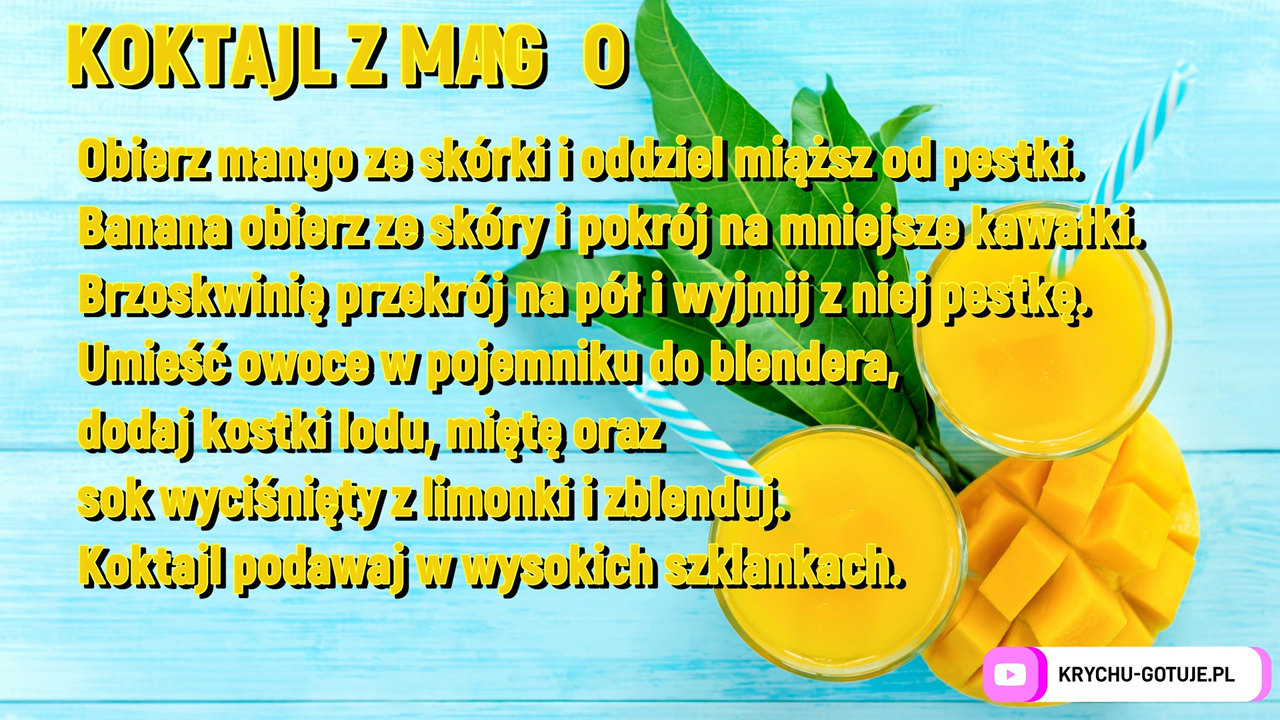 KOKTAJL Z MANGO
Obierz mango ze skórki i oddziel miąższ od pestki.
Banana obierz ze skóry i pokrój na mniejsze kawałki.
Brzoskwinię przekrój na pół i wyjmij z niej pestkę.
Umieść owoce w pojemniku do blendera,
dodaj kostki lodu, miętę oraz
sok wyciśnięty z limonki i zblenduj.
Koktajl podawaj w wysokich szklankach.
KRYCHU-GOTUJE.PL